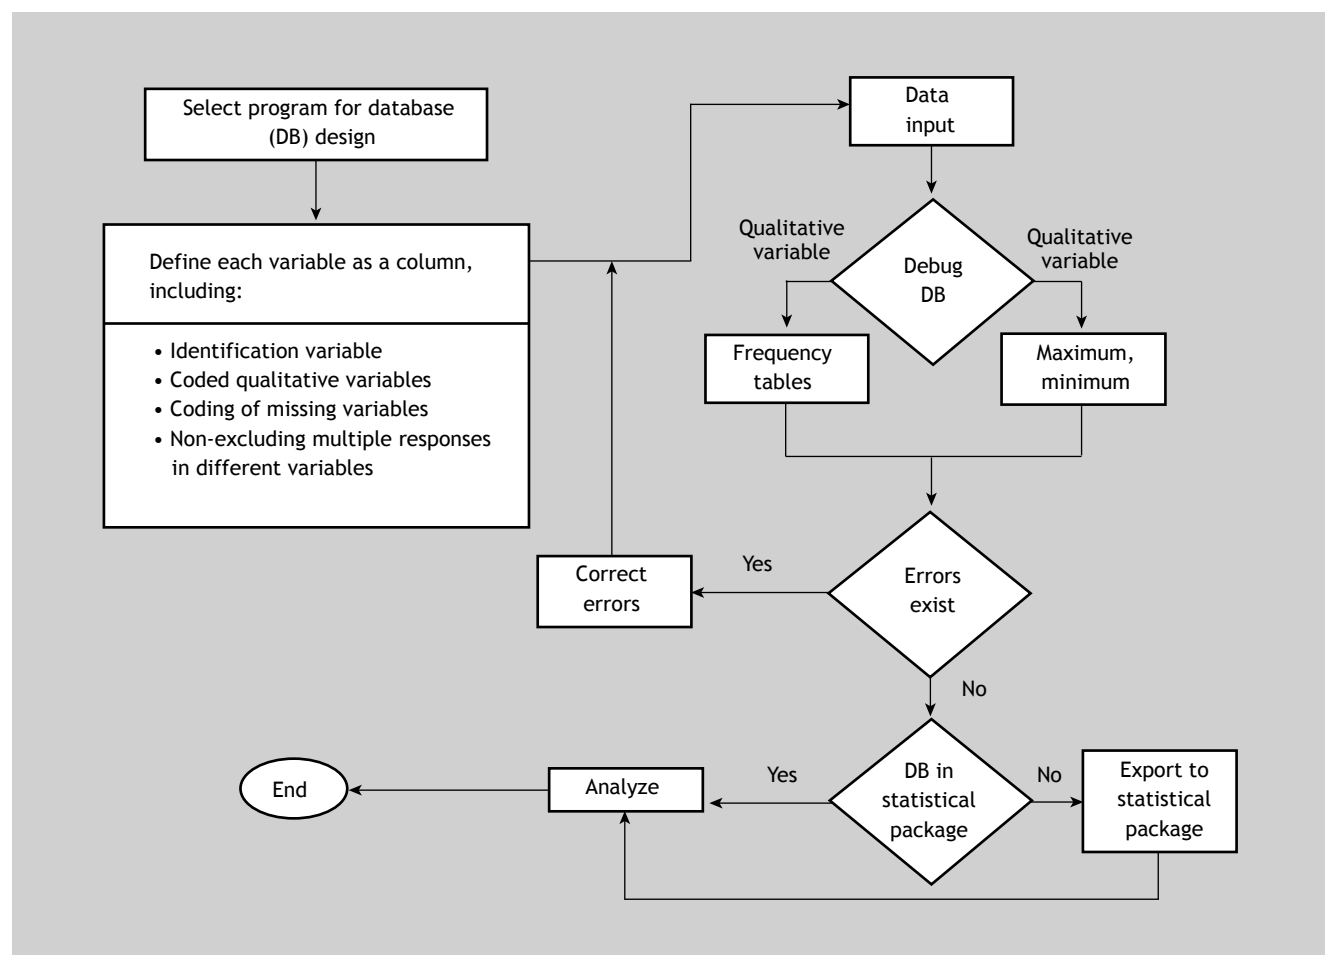 Select program for database
(DB) design
Define each variable as a column,
including:
• Identification variable
• Coded qualitative variables
• Coding of missing variables
• Non-excluding multiple responses
in different variables
Data
input
Qualitative
variable
Debug
DB
Qualitative
variable
Frequency
tables
Maximum,
minimum
Errors
exist
Yes
Correct
errors
No
DB in
statistical
package
Yes
No
Export to
statistical
package
Analyze
End